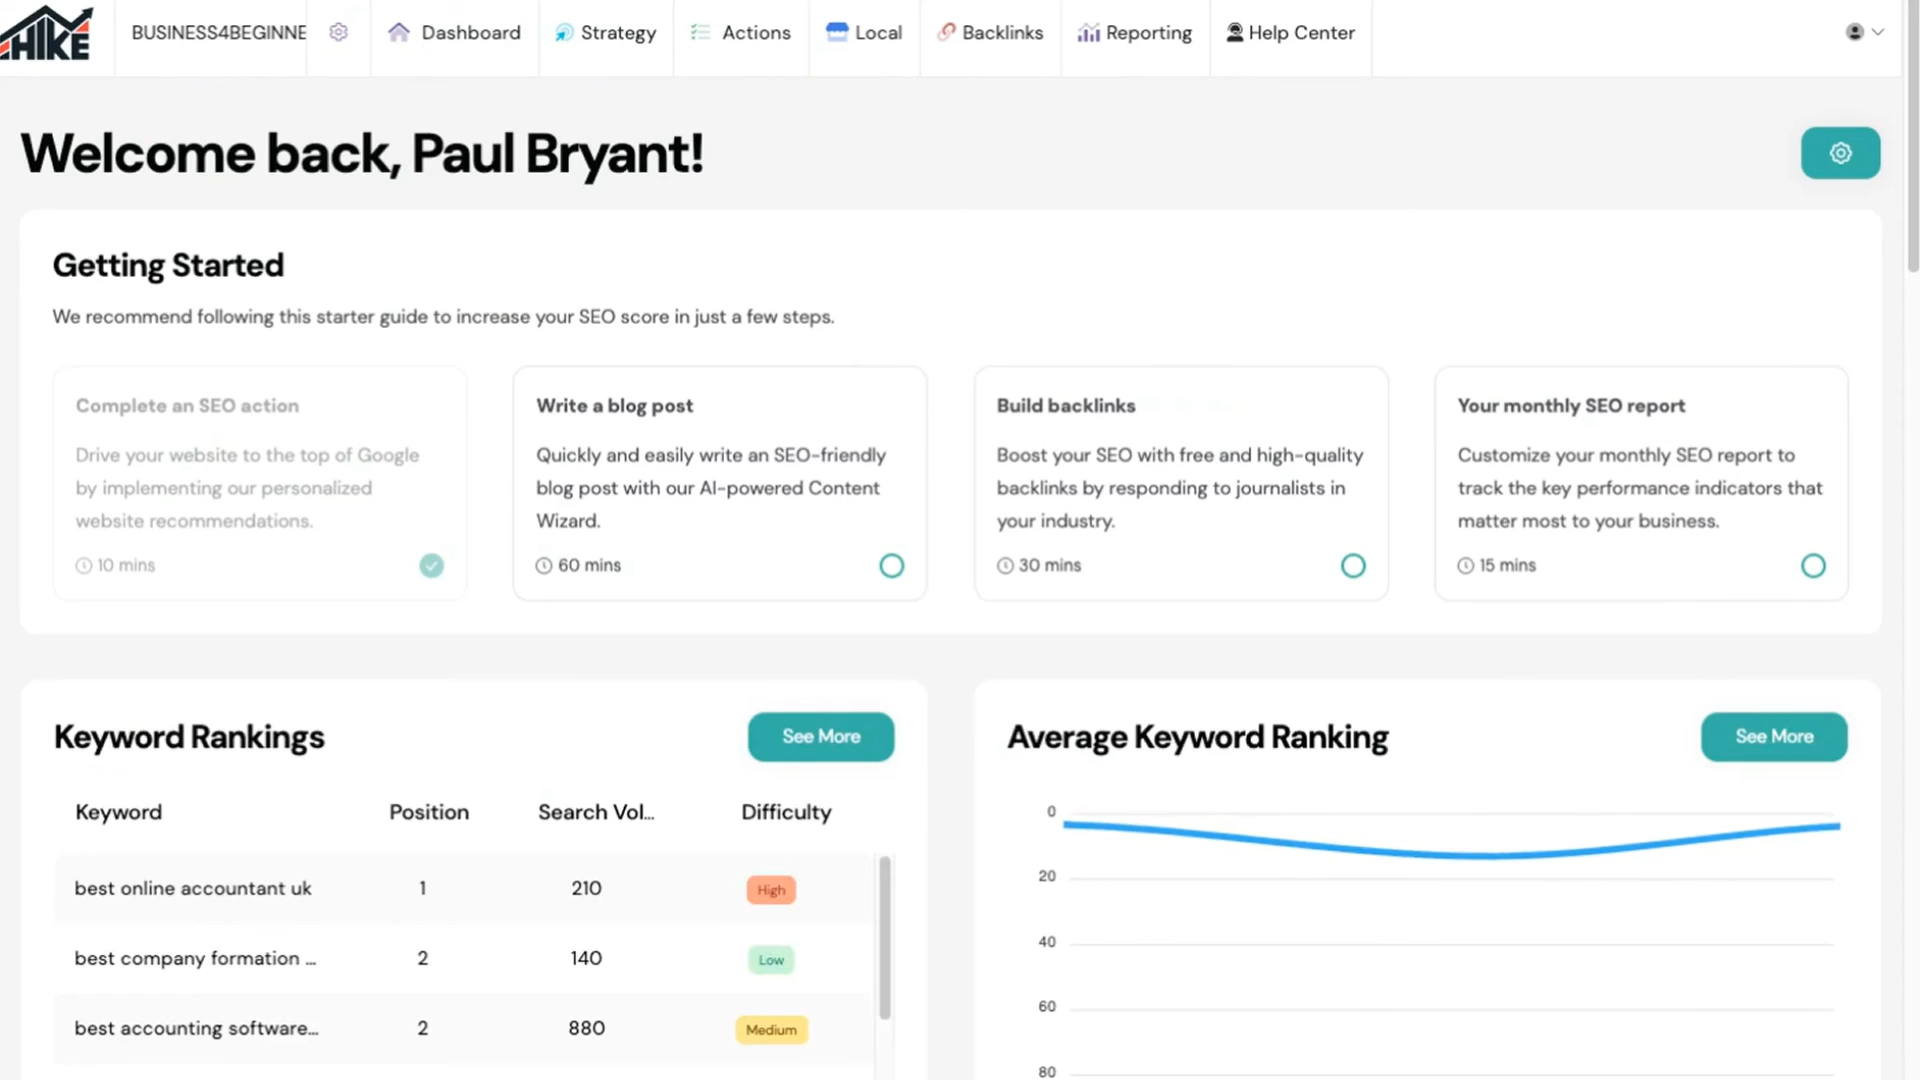 HIKE
BUSINESS4BEGINNE
Dashboard
Strategy
Actions
Local
Backlinks
Reporting
Help Center
Welcome back, Paul Bryant!
Getting Started
We recommend following this starter guide to increase your SEO score in just a few steps.
Complete an SEO action
Drive your website to the top of Google
by implementing our personalized
website recommendations.
10 mins
Write a blog post
Quickly and easily write an SEO-friendly
blog post with our AI-powered Content
Wizard.
60 mins
Build backlinks
Boost your SEO with free and high-quality
backlinks by responding to journalists in
your industry.
30 mins
Your monthly SEO report
Customize your monthly SEO report to
track the key performance indicators that
matter most to your business.
15 mins
Keyword Rankings
See More
Keyword Position Search Vol... Difficulty
best online accountant uk 1 210 High
best company formation ... 2 140 Low
best accounting software... 2 880 Medium
Average Keyword Ranking
See More
0
20
40
60
80